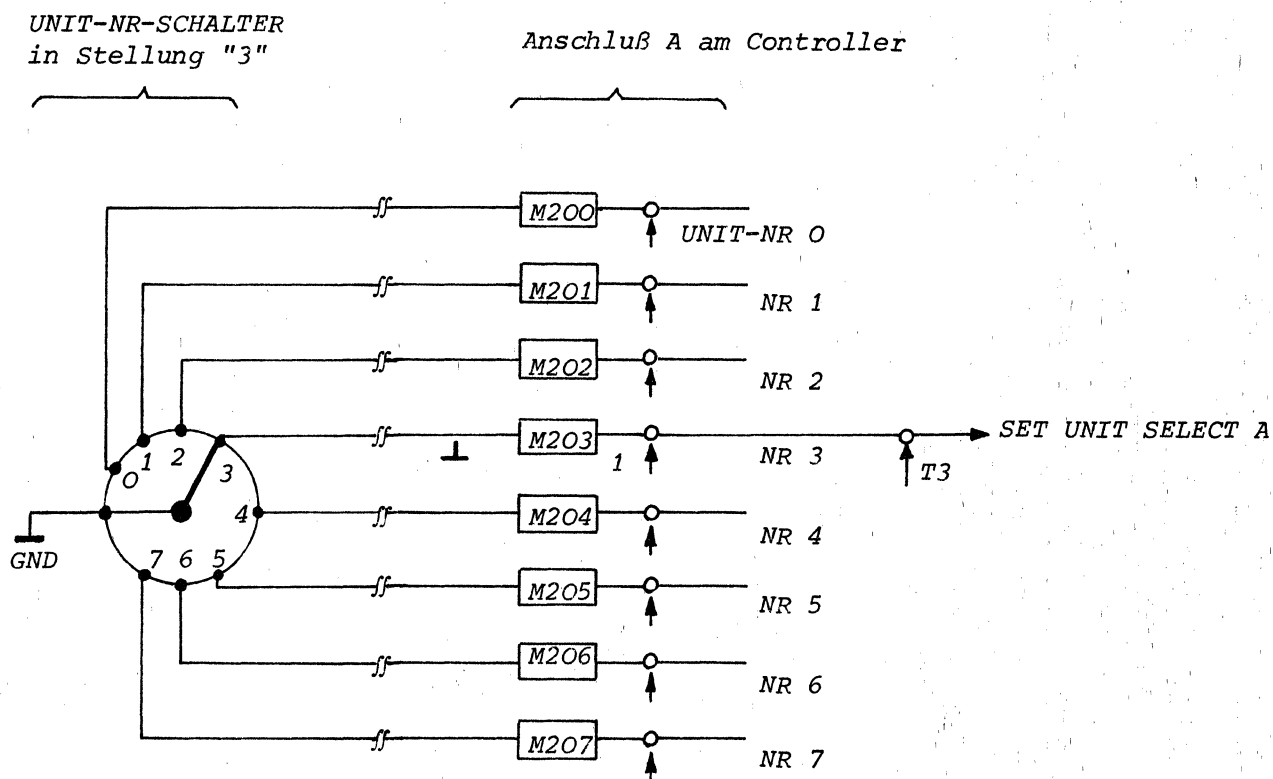 UNIT-NR-SCHALTER
in Stellung "3"
Anschluß A am Controller
M200
UNIT-NR 0
M201
NR 1
M202
NR 2
M203
1
NR 3
T3
SET UNIT SELECT A
M204
NR 4
M205
NR 5
M206
NR 6
M207
NR 7
0
1
2
3
4
5
6
7
GND